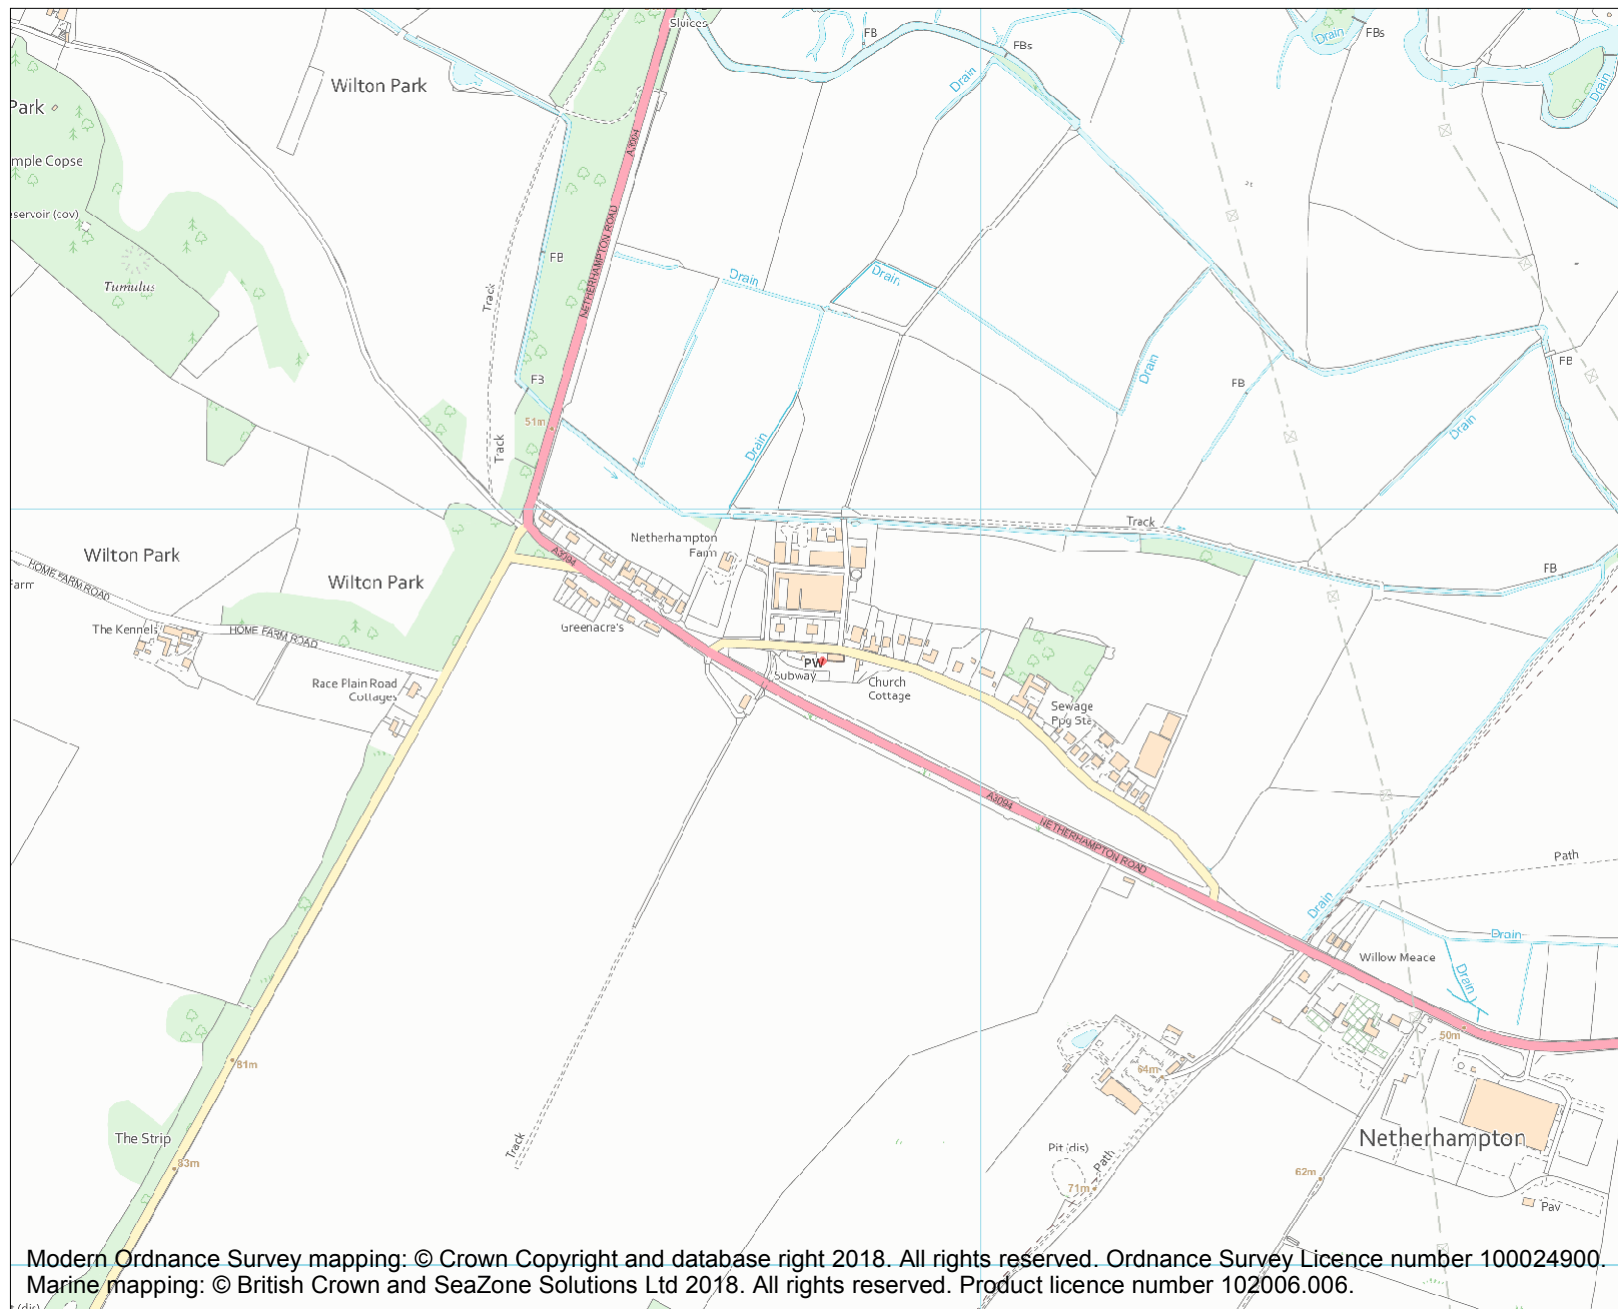 Sluices
FB
FBs
Drain
FBs
Wilton Park
Drain
Drain
Park
A3094
mple Copse
servoir (cov)
NETHERHAMPTON ROAD
FB
Drain
Drain
Tumulus
Track
Drain
FB
FB
51m
Track
Drain
Drain
Track
Netherhampton
Farm
Wilton Park
A3094
HOME FARM ROAD
Farm
Wilton Park
FB
The Kennels
HOME FARM ROAD
Greenacre's
PW
Subway
Church
Cottage
Race Plain Road
Cottages
Sewage
Ppg Sta
A3094
NETHERHAMPTON ROAD
Path
Drain
Drain
Willow Meace
Drain
50m
81m
64m
The Strip
Track
Pit (dis)
Path
Netherhampton
83m
71m
62m
Pav
Modern Ordnance Survey mapping: © Crown Copyright and database right 2018. All rights reserved. Ordnance Survey Licence number 100024900.
Marine mapping: © British Crown and SeaZone Solutions Ltd 2018. All rights reserved. Product licence number 102006.006.
(dis)